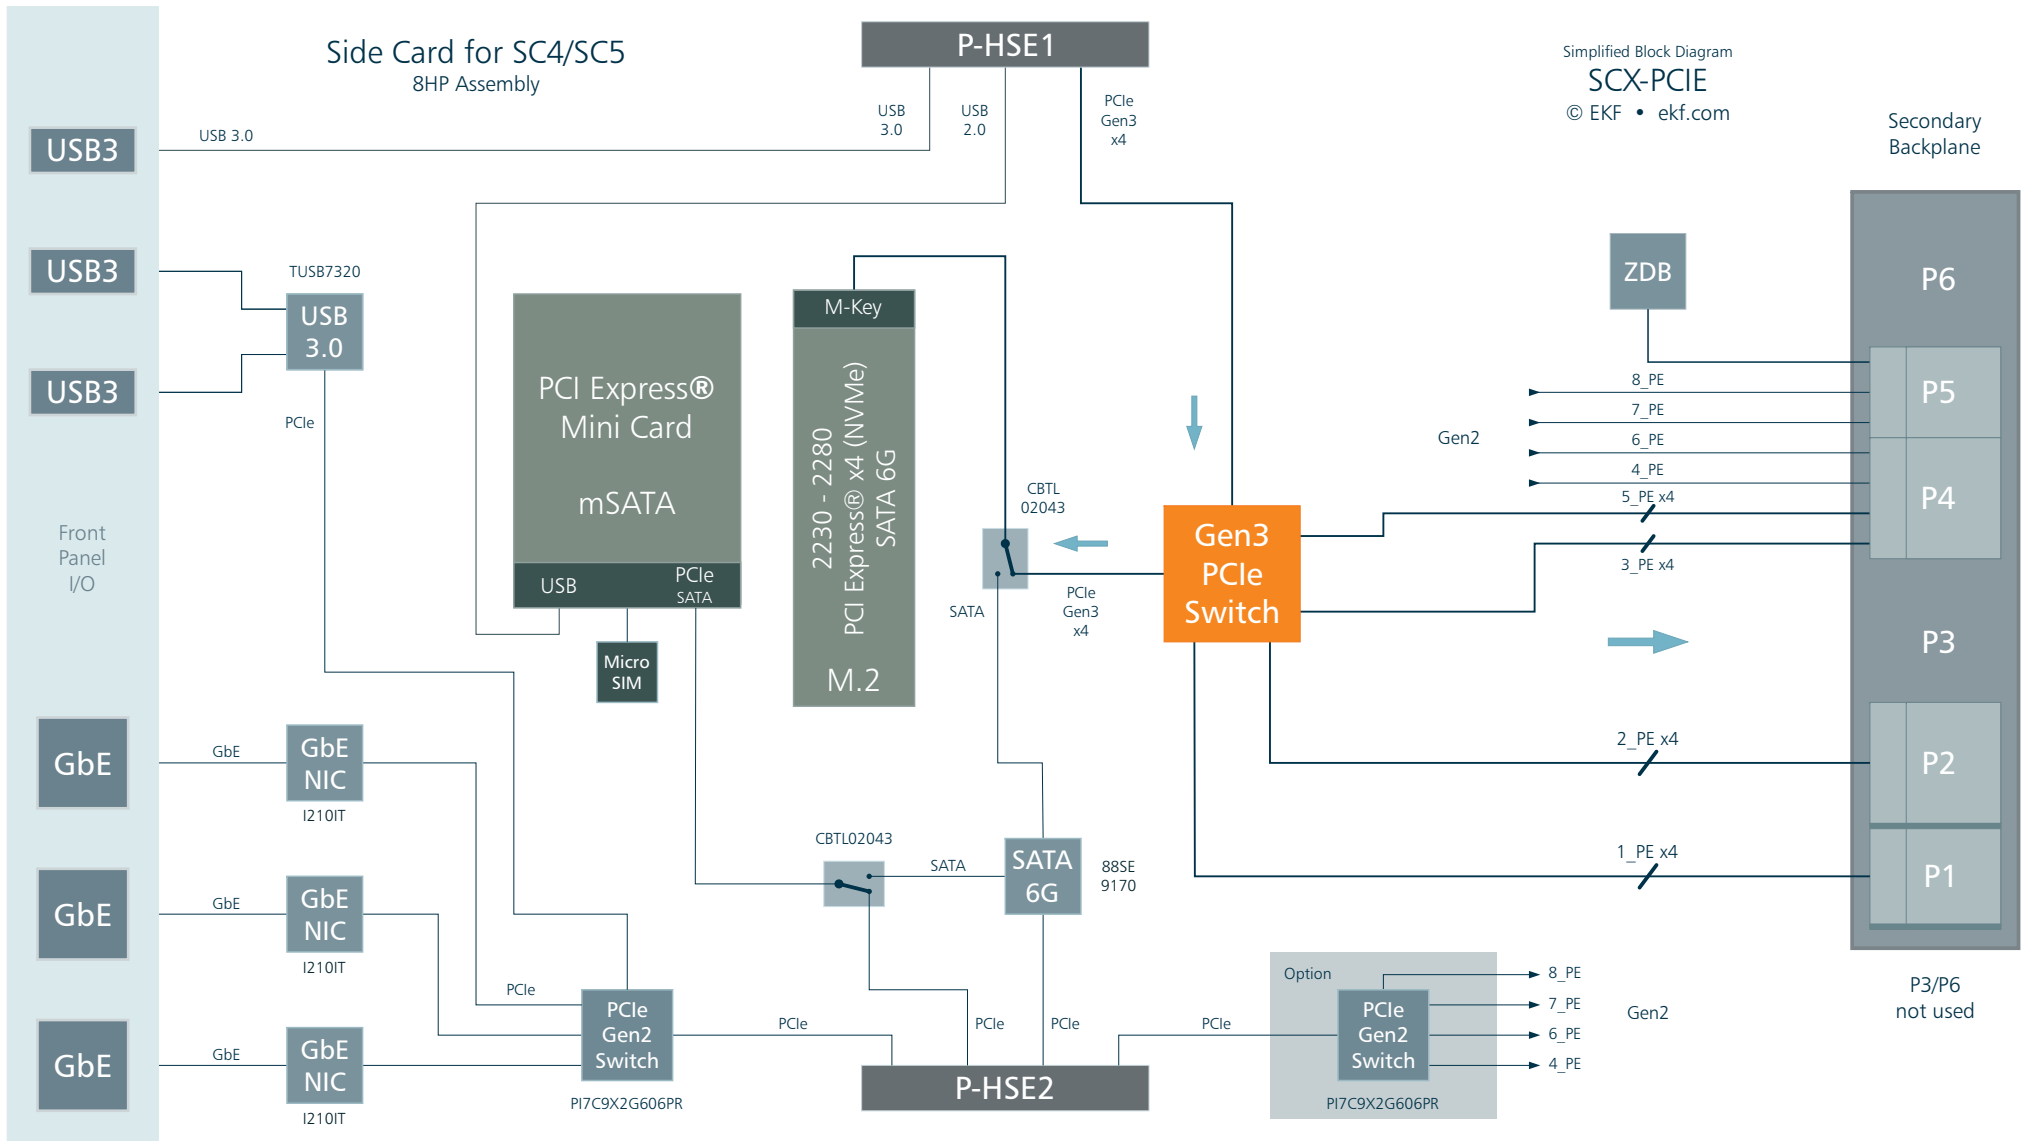 Side Card for SC4/SC5
8HP Assembly
P-HSE1
Simplified Block Diagram
SCX-PCIE
© EKF • ekf.com
Secondary
Backplane
USB
3.0
USB
2.0
PCIe
Gen3
x4
USB3
USB 3.0
USB3
TUSB7320
USB
3.0
USB3
PCIe
Front
Panel
I/O
PCI Express®
Mini Card
mSATA
USB
PCIe
SATA
Micro
SIM
M-Key
2230 - 2280
PCI Express® x4 (NVMe)
SATA 6G
M.2
CBTL
02043
SATA
PCIe
Gen3
x4
Gen3
PCIe
Switch
ZDB
Gen2
8_PE
7_PE
6_PE
4_PE
5_PE x4
3_PE x4
2_PE x4
1_PE x4
P6
P5
P4
P3
P2
P1
P3/P6
not used
GbE
GbE
GbE
NIC
I210IT
GbE
GbE
GbE
NIC
I210IT
GbE
GbE
GbE
NIC
I210IT
PCIe
PCIe
Gen2
Switch
PI7C9X2G606PR
PCIe
CBTL02043
SATA
SATA
6G
88SE
9170
PCIe
PCIe
P-HSE2
PCIe
Option
PCIe
Gen2
Switch
PI7C9X2G606PR
8_PE
7_PE
6_PE
4_PE
Gen2